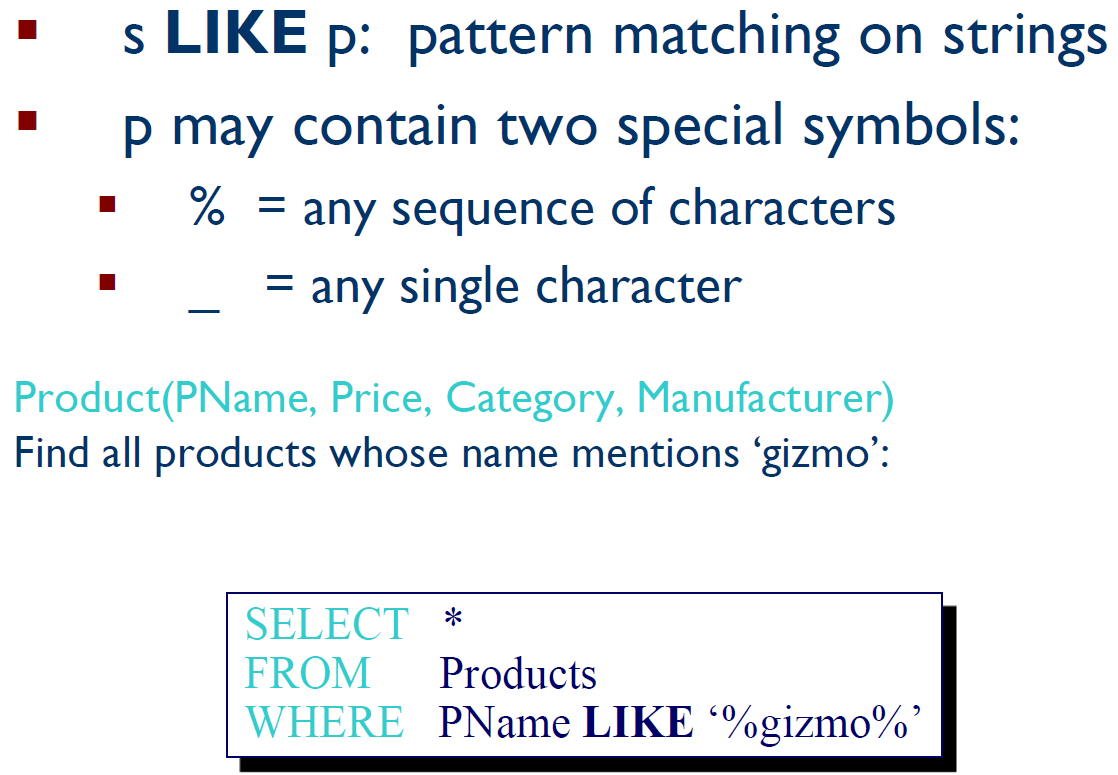 ▪ s LIKE p: pattern matching on strings
▪ p may contain two special symbols:
▪ % = any sequence of characters
▪ _ = any single character
Product(PName, Price, Category, Manufacturer)
Find all products whose name mentions ‘gizmo’:
SELECT *
FROM Products
WHERE PName LIKE ‘%gizmo%’